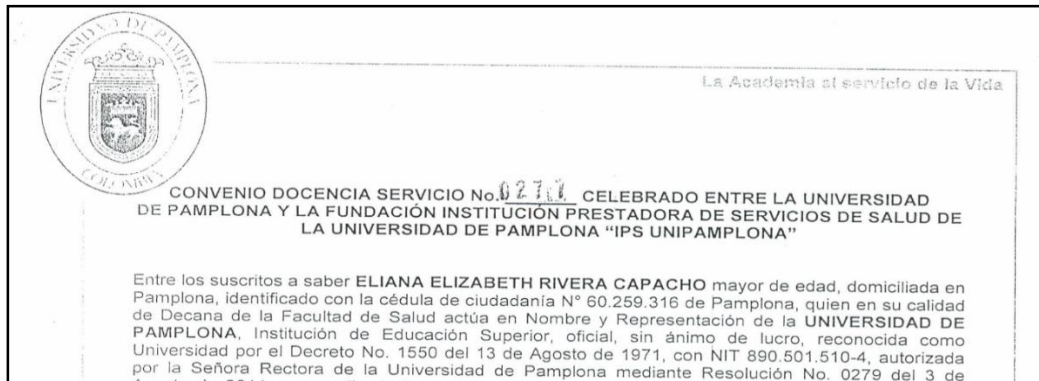 UNIVERSIDAD DE PAMPLONA
COLOMBIA
La Academia al servicio de la Vida
CONVENIO DOCENCIA SERVICIO No. CELEBRADO ENTRE LA UNIVERSIDAD
DE PAMPLONA Y LA FUNDACIÓN INSTITUCIÓN PRESTADORA DE SERVICIOS DE SALUD DE
LA UNIVERSIDAD DE PAMPLONA “IPS UNIPAMPLONA”
Entre los suscritos a saber ELIANA ELIZABETH RIVERA CAPACHO mayor de edad, domiciliada en
Pamplona, identificado con la cédula de ciudadanía N° 60.259.316 de Pamplona, quien en su calidad
de Decana de la Facultad de Salud actúa en Nombre y Representación de la UNIVERSIDAD DE
PAMPLONA, Institución de Educación Superior, oficial, sin ánimo de lucro, reconocida como
Universidad por el Decreto No. 1550 del 13 de Agosto de 1971, con NIT 890.501.510-4, autorizada
por la Señora Rectora de la Universidad de Pamplona mediante Resolución No. 0279 del 3 de